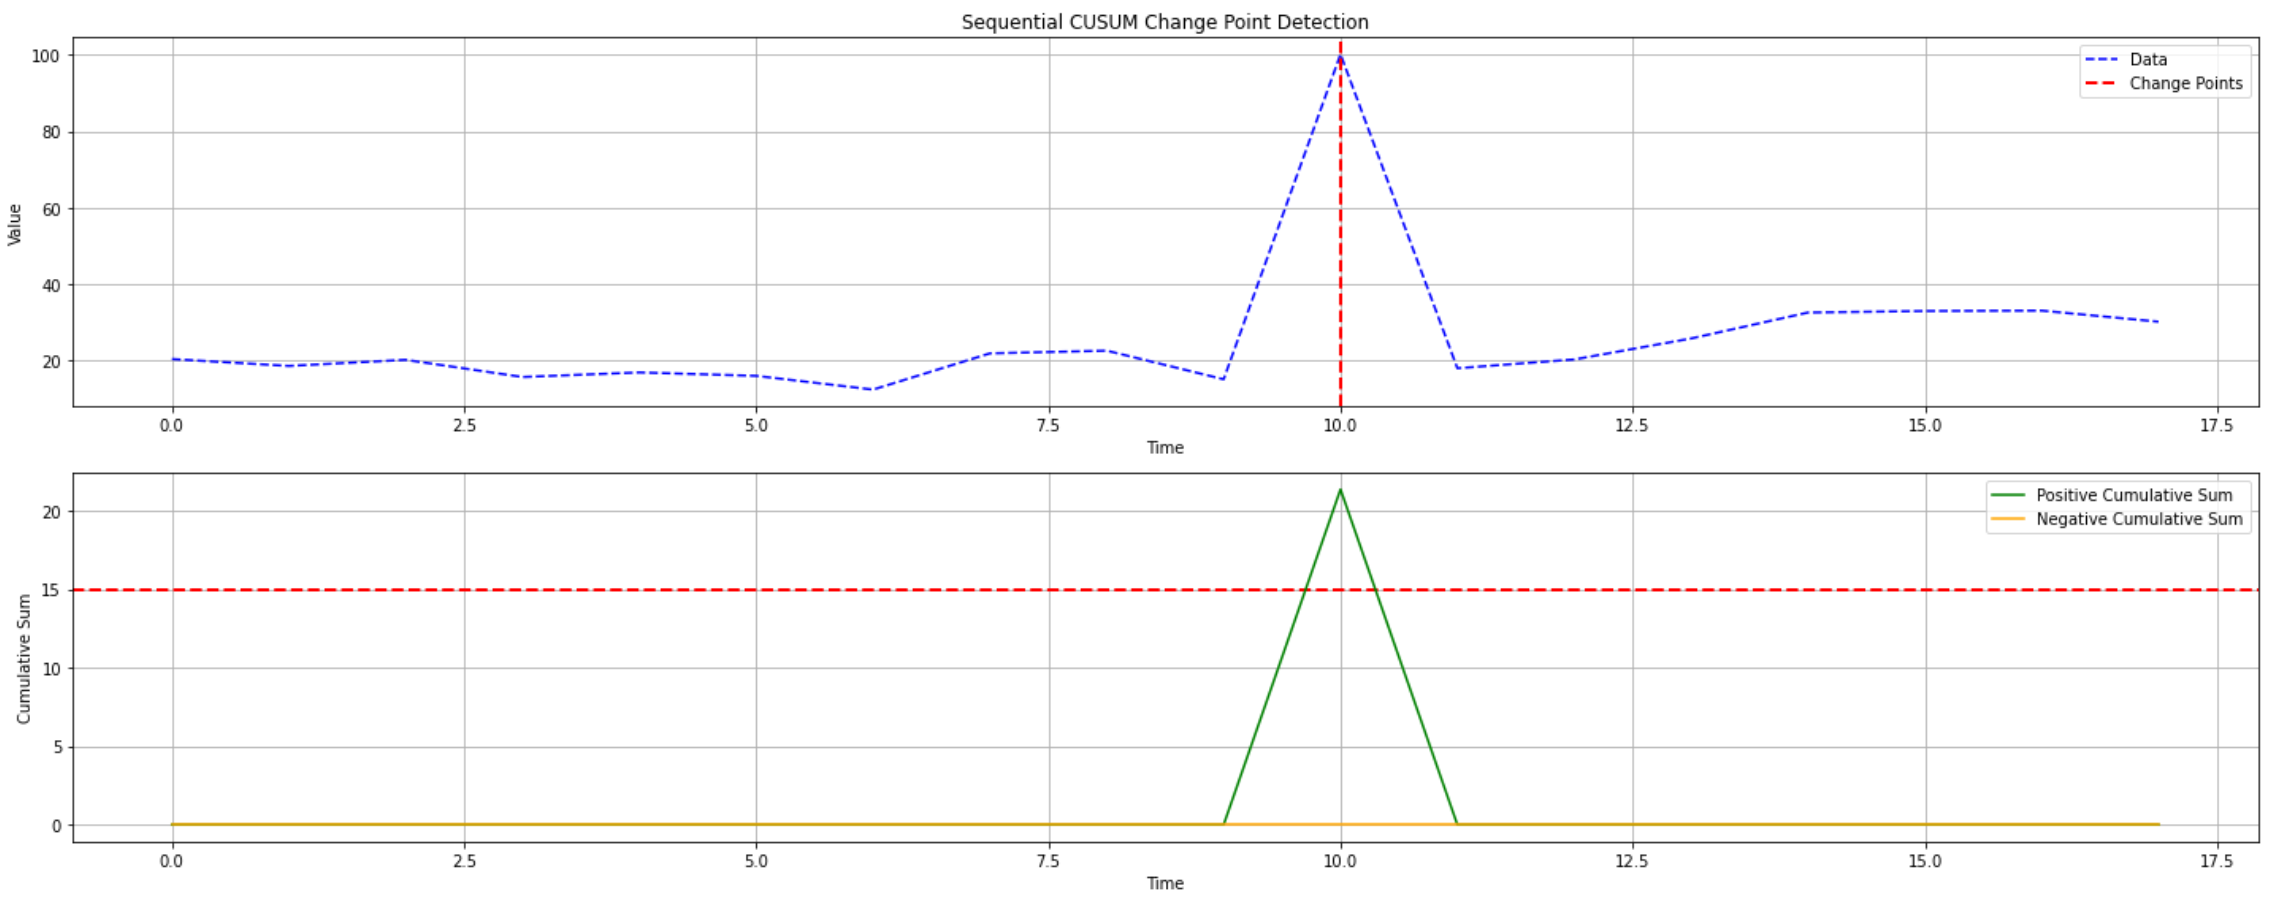 Sequential CUSUM Change Point Detection
100
80
60
40
20
Value
Data
Change Points
0.0 2.5 5.0 7.5 10.0 12.5 15.0 17.5
Time
20
15
10
5
0
Cumulative Sum
Positive Cumulative Sum
Negative Cumulative Sum
0.0 2.5 5.0 7.5 10.0 12.5 15.0 17.5
Time